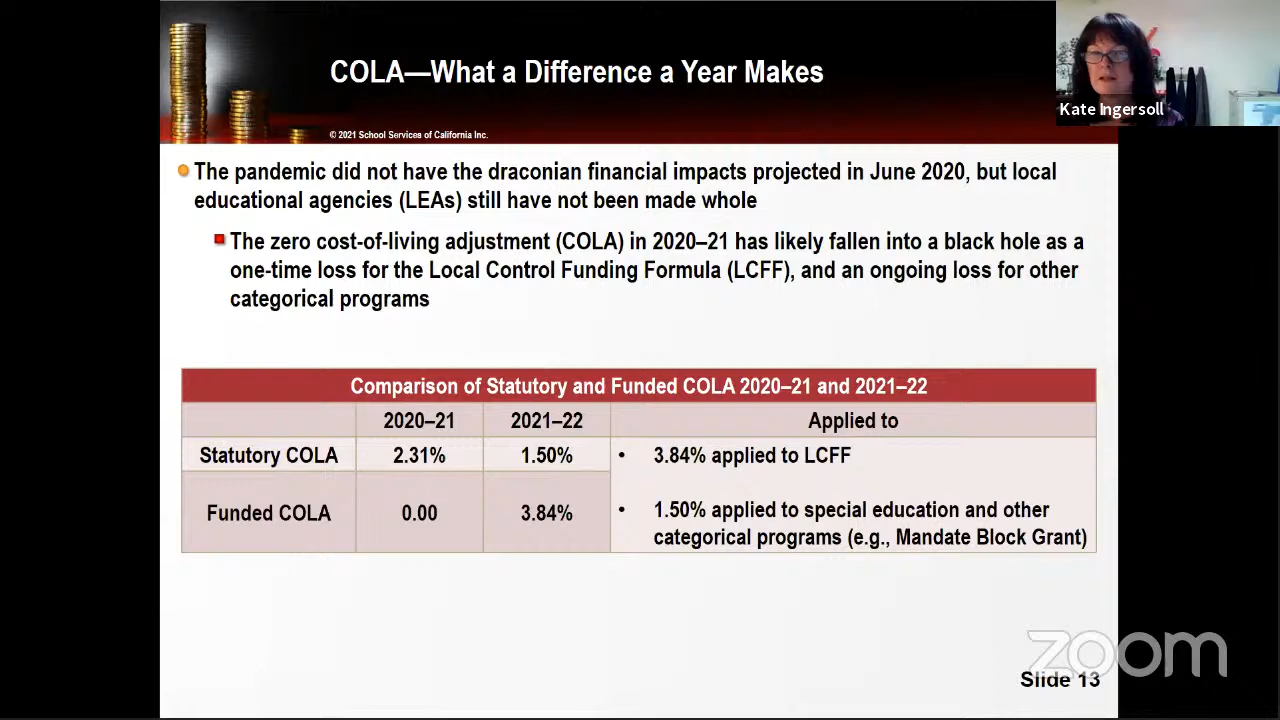 COLA—What a Difference a Year Makes
Kate Ingersoll
© 2021 School Services of California Inc.
The pandemic did not have the draconian financial impacts projected in June 2020, but local
educational agencies (LEAs) still have not been made whole
The zero cost-of-living adjustment (COLA) in 2020–21 has likely fallen into a black hole as a
one-time loss for the Local Control Funding Formula (LCFF), and an ongoing loss for other
categorical programs
Comparison of Statutory and Funded COLA 2020–21 and 2021–22
2020–21 2021–22 Applied to
Statutory COLA 2.31% 1.50% • 3.84% applied to LCFF
Funded COLA 0.00 3.84% • 1.50% applied to special education and other
categorical programs (e.g., Mandate Block Grant)
zoom
Slide 13